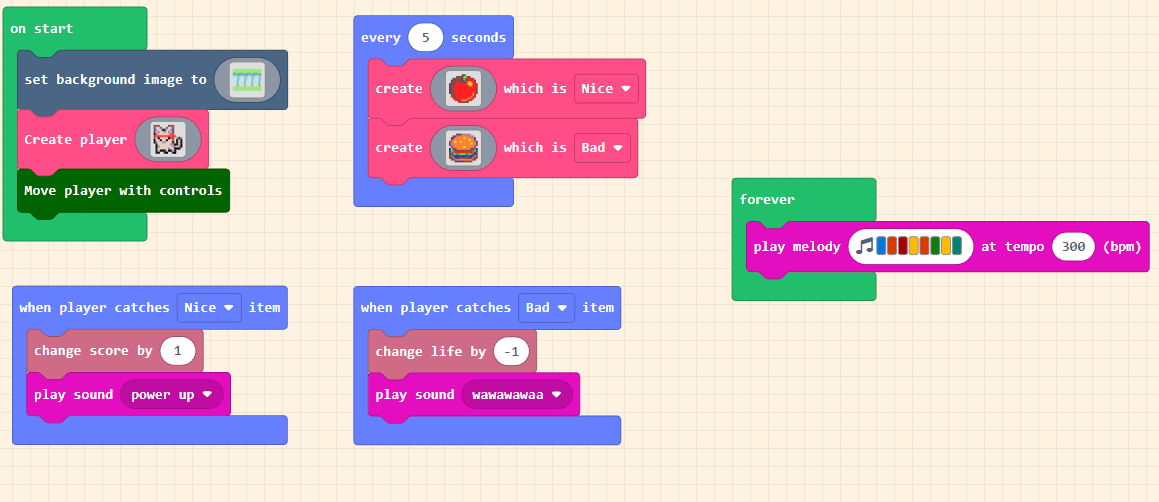 on start
set background image to
Create player
Move player with controls
every 5 seconds
create which is Nice
create which is Bad
forever
play melody at tempo 300 (bpm)
when player catches Nice item
change score by 1
play sound power up
when player catches Bad item
change life by -1
play sound wawawawaa